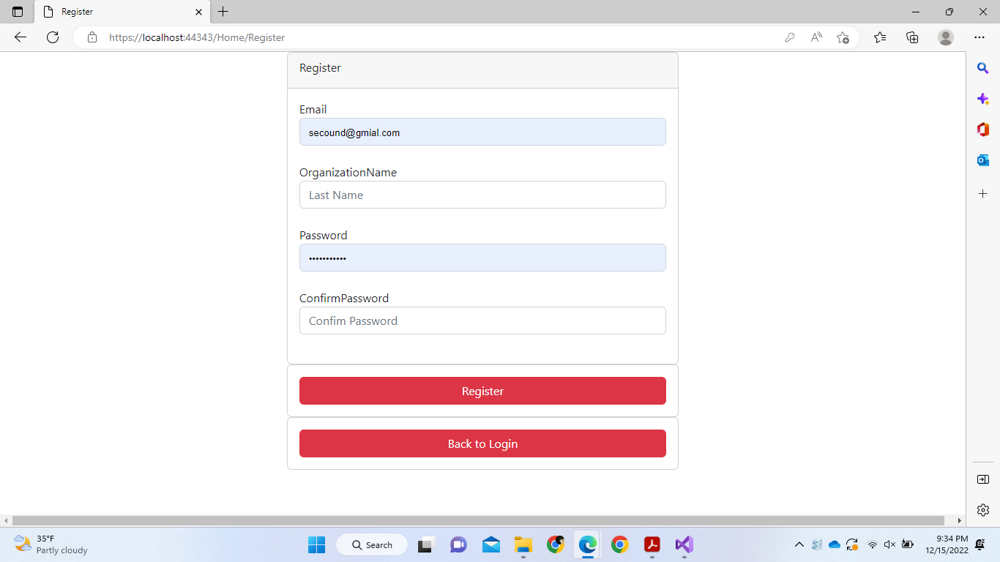 Register
https://localhost:44343/Home/Register
Register
Email
secound@gmial.com
OrganizationName
Last Name
Password
•••••••••••
ConfirmPassword
Confim Password
Register
Back to Login
35°F
Partly cloudy
Search
9:34 PM
12/15/2022